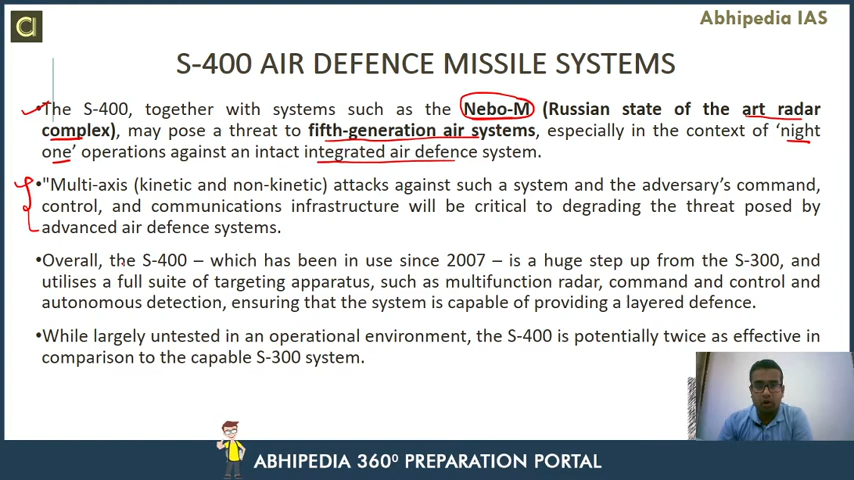 Abhipedia IAS
S-400 AIR DEFENCE MISSILE SYSTEMS
•The S-400, together with systems such as the Nebo-M (Russian state of the art radar
complex), may pose a threat to fifth-generation air systems, especially in the context of ‘night
one’ operations against an intact integrated air defence system.
•"Multi-axis (kinetic and non-kinetic) attacks against such a system and the adversary’s command,
control, and communications infrastructure will be critical to degrading the threat posed by
advanced air defence systems.
•Overall, the S-400 – which has been in use since 2007 – is a huge step up from the S-300, and
utilises a full suite of targeting apparatus, such as multifunction radar, command and control and
autonomous detection, ensuring that the system is capable of providing a layered defence.
•While largely untested in an operational environment, the S-400 is potentially twice as effective in
comparison to the capable S-300 system.
ABHIPEDIA 360⁰ PREPARATION PORTAL